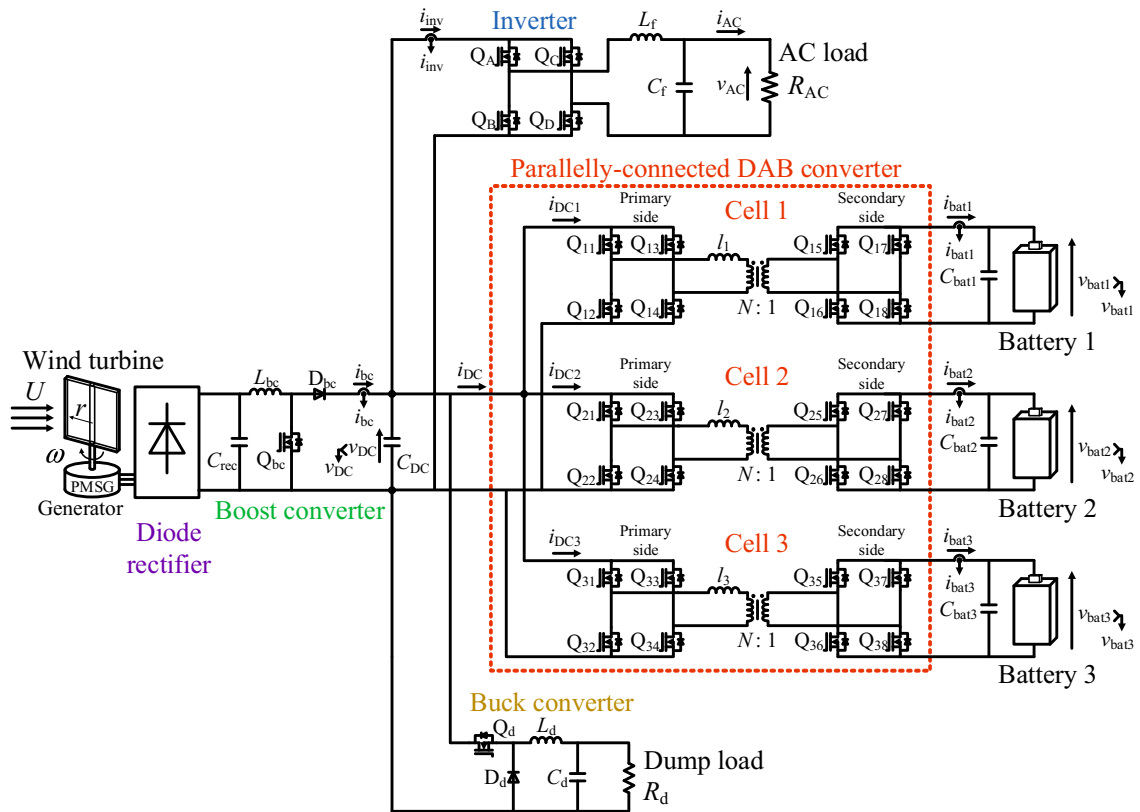 Inverter
i_inv
i_inv
Q_A
Q_C
Q_B
Q_D
L_f
i_AC
C_f
v_AC
AC load
R_AC
Parallelly-connected DAB converter
i_DC1
Primary side
Cell 1
Secondary side
i_bat1
Q_11
Q_13
l_1
Q_15
Q_17
i_bat1
C_bat1
v_bat1
v_bat1
Q_12
Q_14
N: 1
Q_16
Q_18
Battery 1
Wind turbine
U
r
ω
PMSG
Generator
Diode
rectifier
C_rec
L_bc
D_bc
Q_bc
Boost converter
i_bc
i_bc
v_DC
v_DC
C_DC
i_DC
i_DC2
Primary side
Cell 2
Secondary side
i_bat2
Q_21
Q_23
l_2
Q_25
Q_27
i_bat2
C_bat2
v_bat2
v_bat2
Q_22
Q_24
N: 1
Q_26
Q_28
Battery 2
i_DC3
Primary side
Cell 3
Secondary side
i_bat3
Q_31
Q_33
l_3
Q_35
Q_37
i_bat3
C_bat3
v_bat3
v_bat3
Q_32
Q_34
N: 1
Q_36
Q_38
Battery 3
Buck converter
Q_d
L_d
D_d
C_d
Dump load
R_d